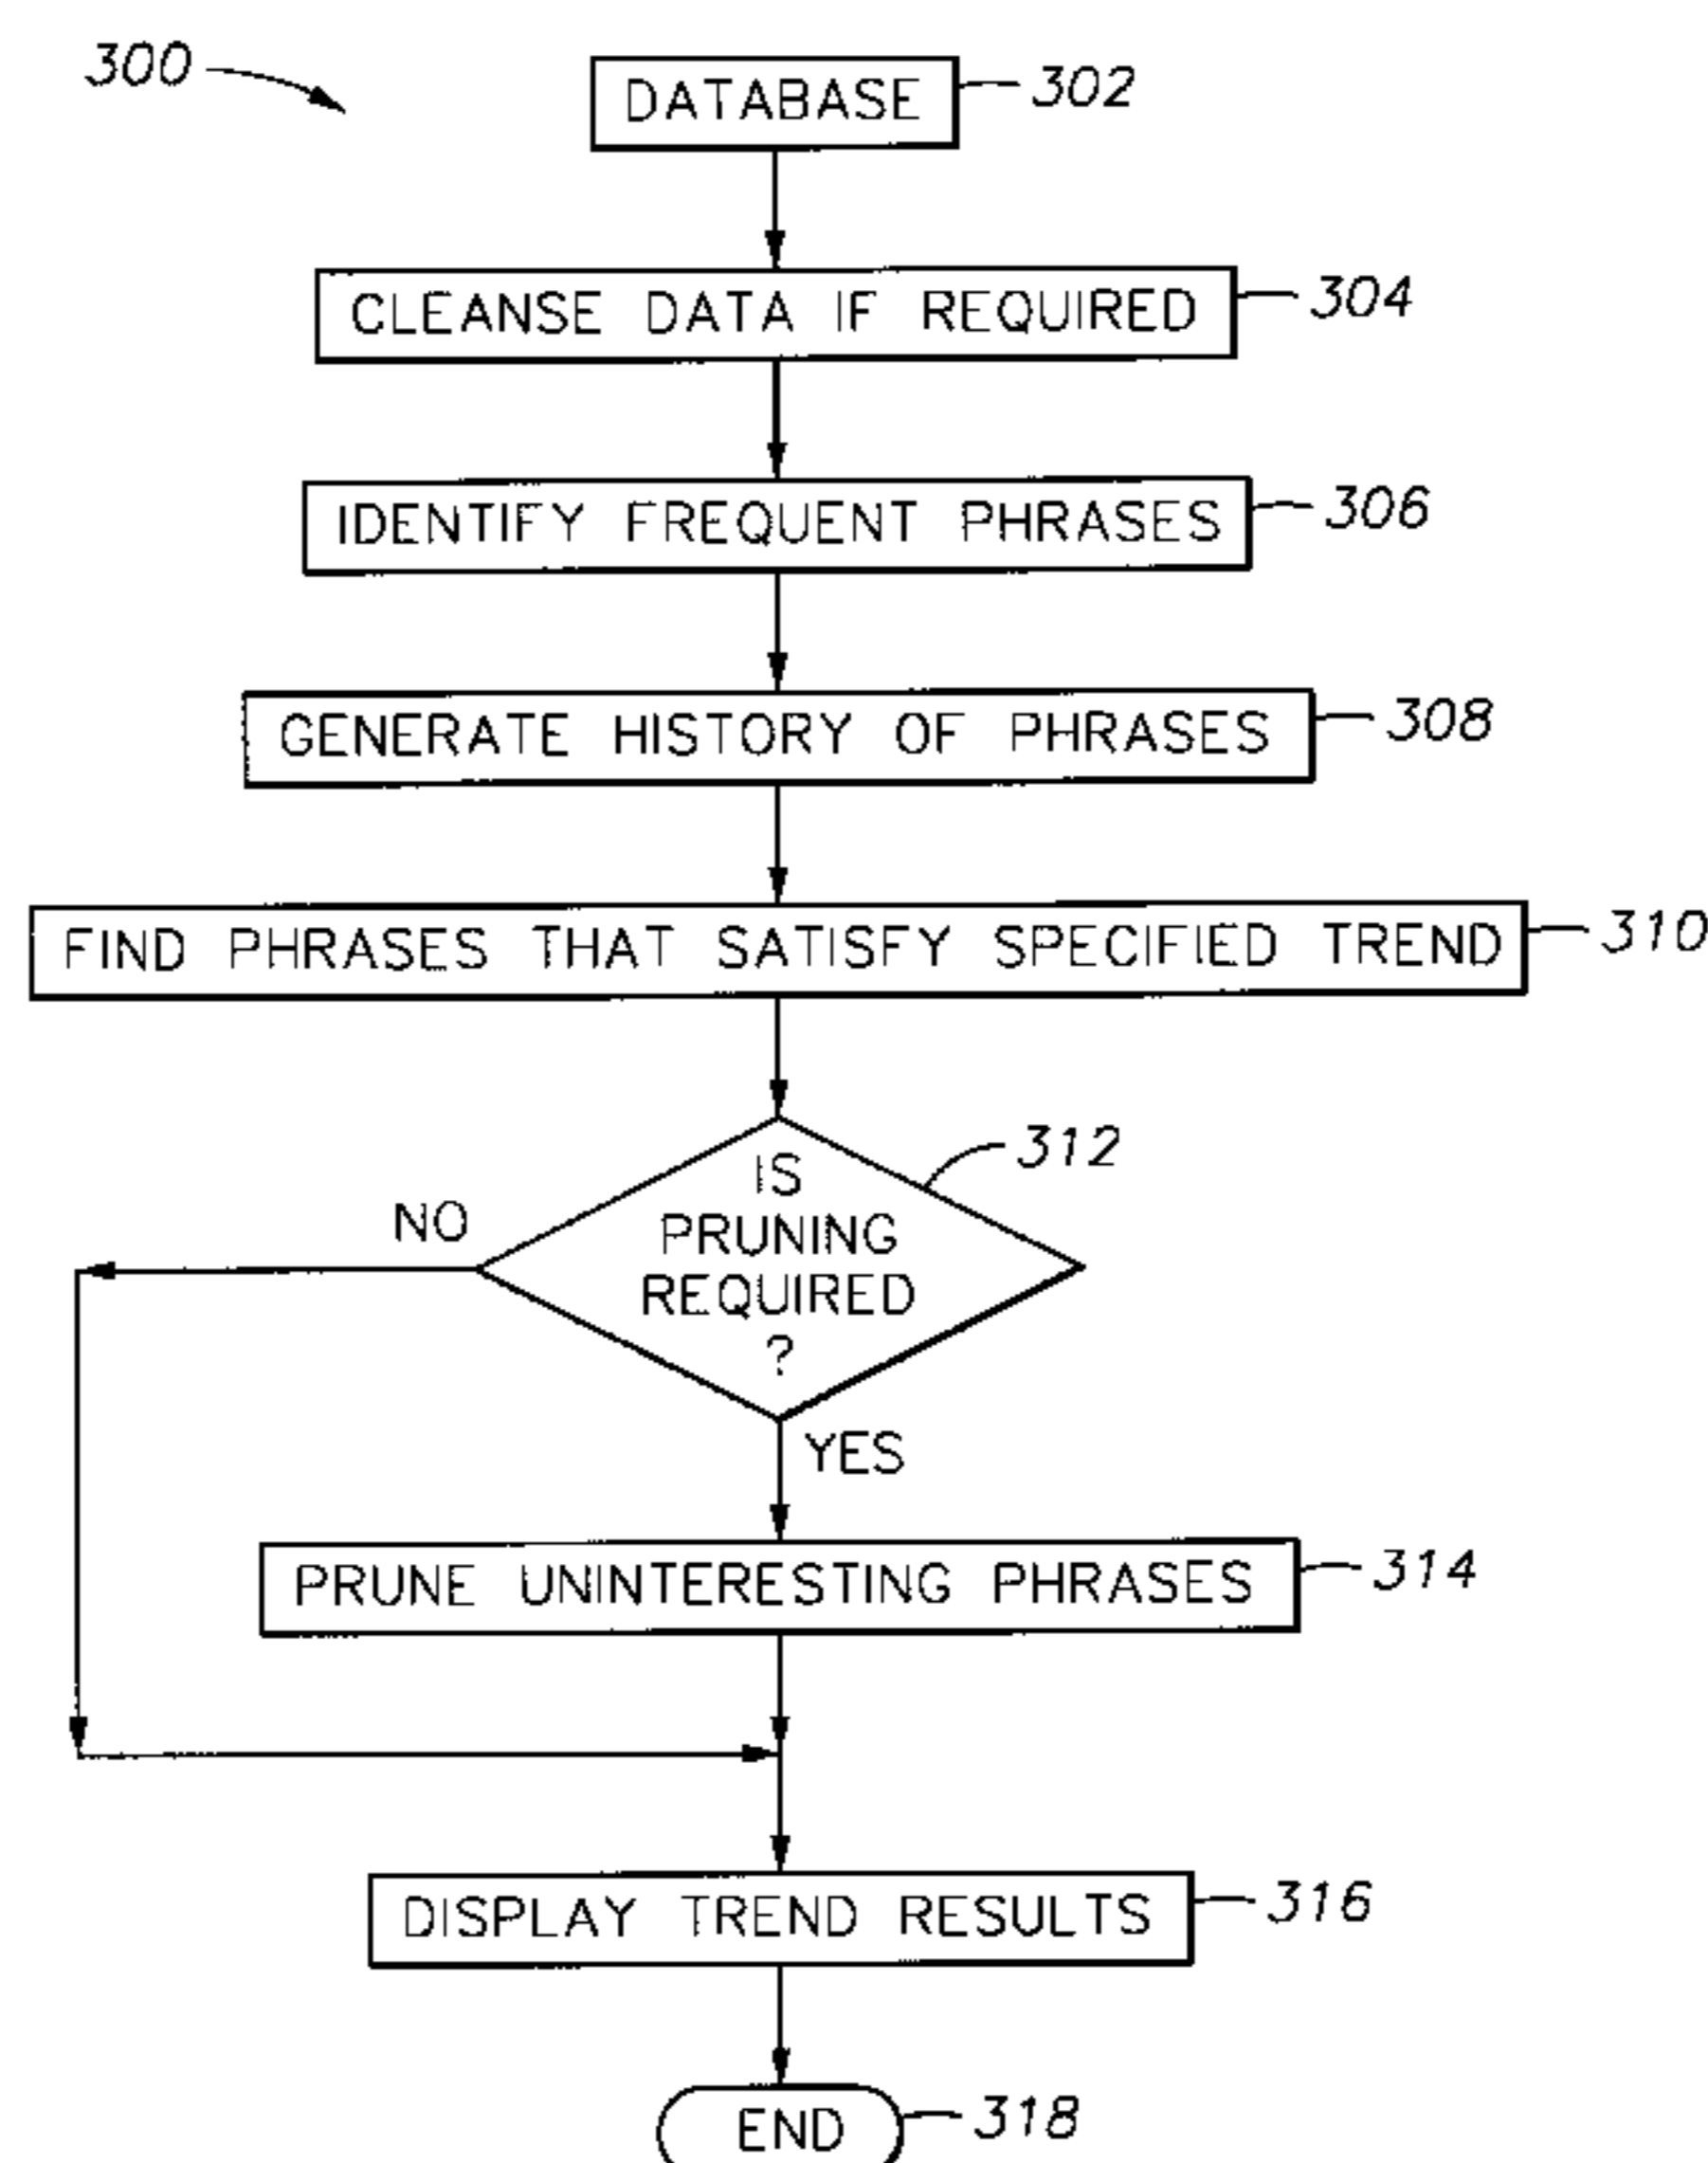 300
DATABASE 302
CLEANSE DATA IF REQUIRED 304
IDENTIFY FREQUENT PHRASES 306
GENERATE HISTORY OF PHRASES 308
FIND PHRASES THAT SATISFY SPECIFIED TREND 310
312
IS
PRUNING
REQUIRED
?
NO
YES
PRUNE UNINTERESTING PHRASES 314
DISPLAY TREND RESULTS 316
END 318